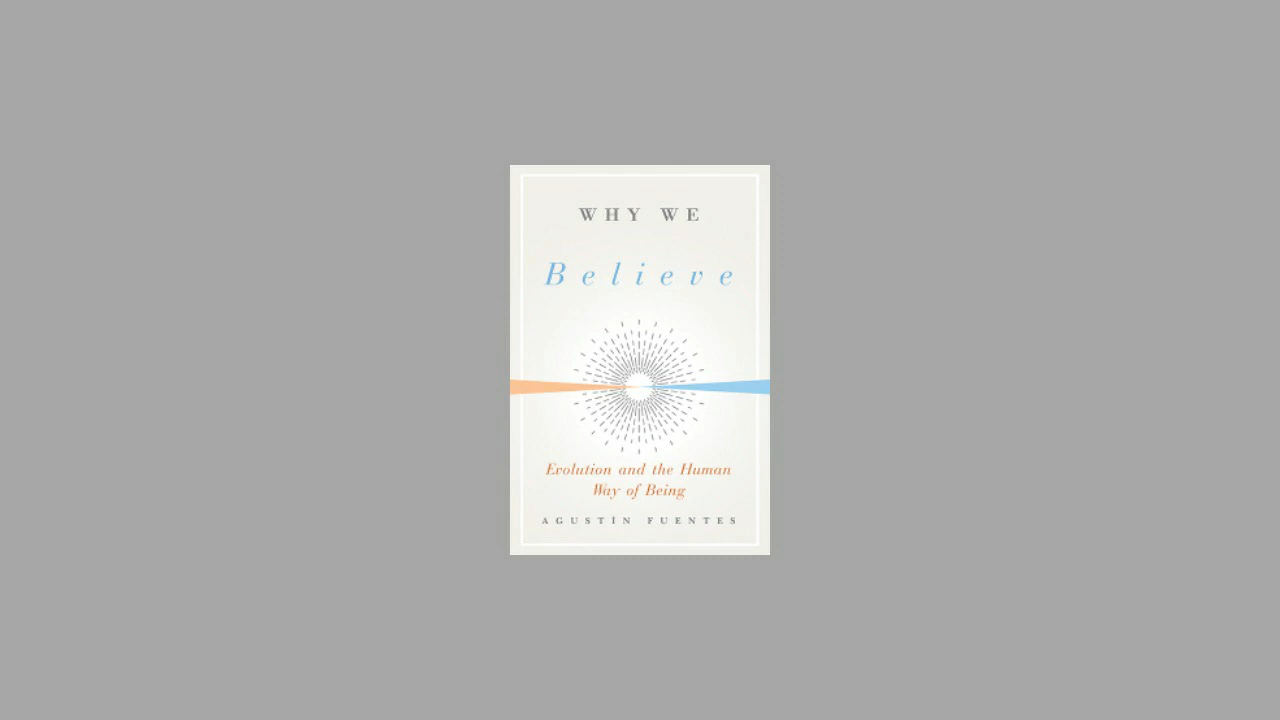 WHY WE
Believe
Evolution and the Human
Way of Being
AGUSTÍN FUENTES